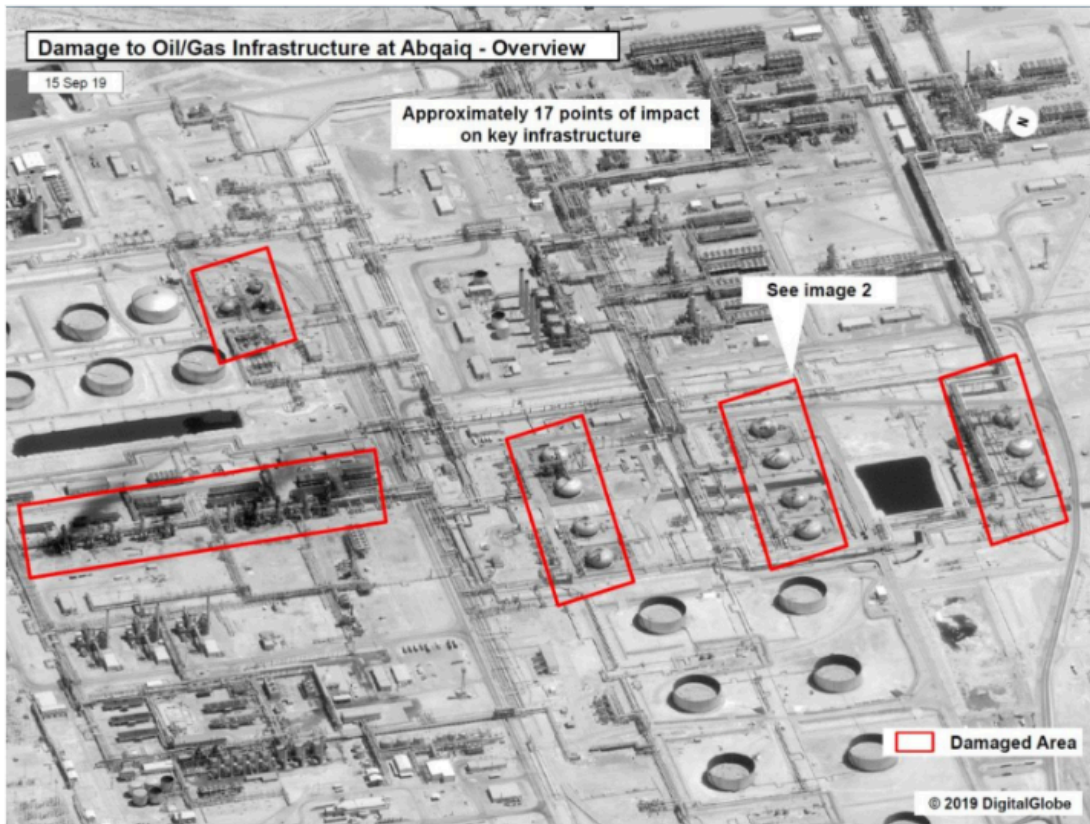 Damage to Oil/Gas Infrastructure at Abqaiq - Overview
15 Sep 19
Approximately 17 points of impact
on key infrastructure
N
See image 2
Damaged Area
© 2019 DigitalGlobe